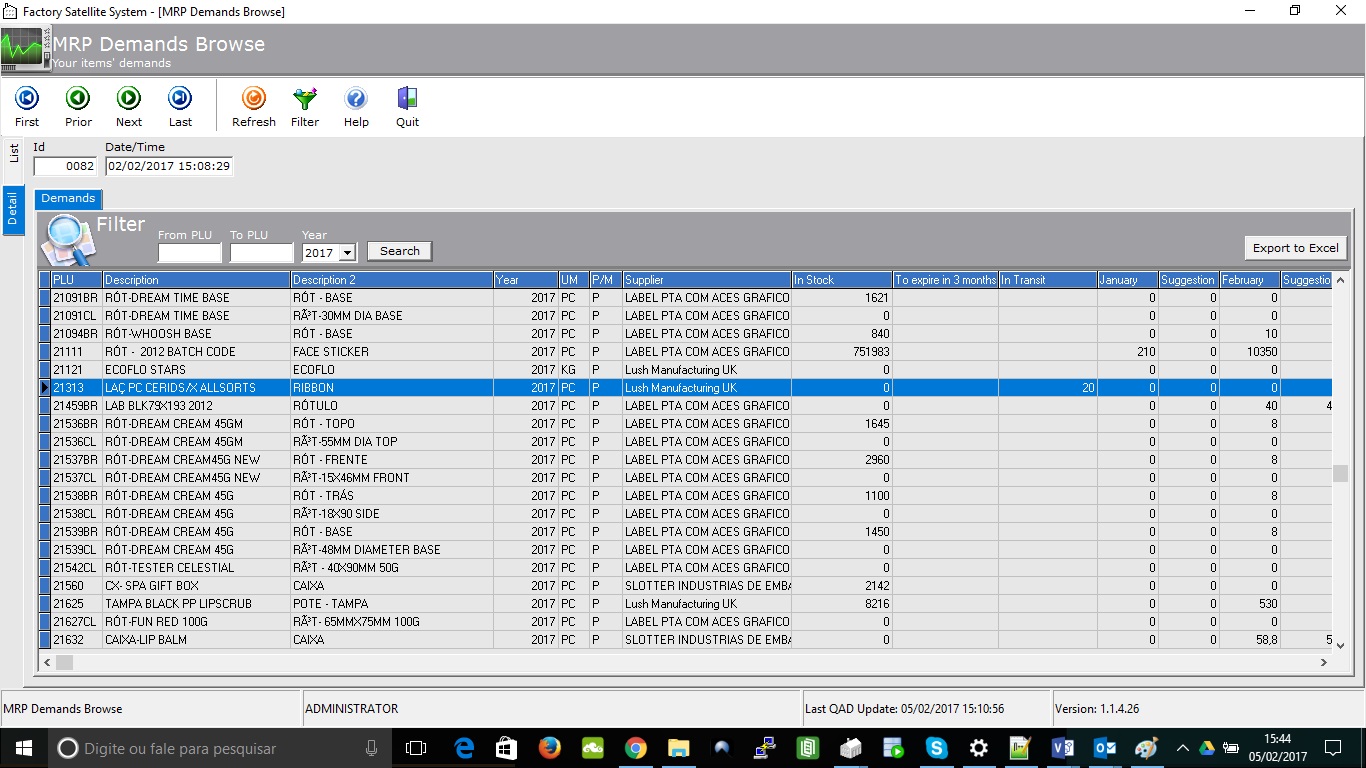 Factory Satellite System - [MRP Demands Browse]
MRP Demands Browse
Your items' demands
First Prior Next Last Refresh Filter Help Quit
List
Detail
Id Date/Time
0082 02/02/2017 15:08:29
Demands
Filter
From PLU To PLU Year
2017 Search Export to Excel
PLU Description Description 2 Year UM P/M Supplier In Stock To expire in 3 months In Transit January Suggestion February Suggestio
21091BR RÓT-DREAM TIME BASE RÓT - BASE 2017 PC P LABEL PTA COM ACES GRAFICO 1621 0 0 0
21091CL RÓT-DREAM TIME BASE RÃ³T-30MM DIA BASE 2017 PC P LABEL PTA COM ACES GRAFICO 0 0 0 0
21094BR RÓT-WHOOSH BASE RÓT - BASE 2017 PC P LABEL PTA COM ACES GRAFICO 840 0 0 10
21111 RÓT - 2012 BATCH CODE FACE STICKER 2017 PC P LABEL PTA COM ACES GRAFICO 751983 210 0 10350
21121 ECOFLO STARS ECOFLO 2017 KG P Lush Manufacturing UK 0 0 0 0
21313 LAÇ PC CERIDS/X ALLSORTS RIBBON 2017 PC P Lush Manufacturing UK 0 20 0 0 0
21459BR LAB BLK79X193 2012 RÓTULO 2017 PC P LABEL PTA COM ACES GRAFICO 0 0 0 40 4
21536BR RÓT-DREAM CREAM 45GM RÓT - TOPO 2017 PC P LABEL PTA COM ACES GRAFICO 1645 0 0 8
21536CL RÓT-DREAM CREAM 45GM RÃ³T-55MM DIA TOP 2017 PC P LABEL PTA COM ACES GRAFICO 0 0 0 0
21537BR RÓT-DREAM CREAM45G NEW RÓT - FRENTE 2017 PC P LABEL PTA COM ACES GRAFICO 2960 0 0 8
21537CL RÓT-DREAM CREAM45G NEW RÃ³T-15X46MM FRONT 2017 PC P LABEL PTA COM ACES GRAFICO 0 0 0 0
21538BR RÓT-DREAM CREAM 45G RÓT - TRÁS 2017 PC P LABEL PTA COM ACES GRAFICO 1100 0 0 8
21538CL RÓT-DREAM CREAM 45G RÃ³T-18X90 SIDE 2017 PC P LABEL PTA COM ACES GRAFICO 0 0 0 0
21539BR RÓT-DREAM CREAM 45G RÓT - BASE 2017 PC P LABEL PTA COM ACES GRAFICO 1450 0 0 8
21539CL RÓT-DREAM CREAM 45G RÃ³T-48MM DIAMETER BASE 2017 PC P LABEL PTA COM ACES GRAFICO 0 0 0 0
21542CL RÓT-TESTER CELESTIAL RÃ³T - 40X90MM 50G 2017 PC P LABEL PTA COM ACES GRAFICO 0 0 0 0
21560 CX- SPA GIFT BOX CAIXA 2017 PC P SLOTTER INDUSTRIAS DE EMBA 2142 0 0 0
21625 TAMPA BLACK PP LIPSCRUB POTE - TAMPA 2017 PC P Lush Manufacturing UK 8216 0 0 530
21627CL RÓT-FUN RED 100G RÃ³T- 65MMX75MM 100G 2017 PC P LABEL PTA COM ACES GRAFICO 0 0 0 0
21632 CAIXA-LIP BALM CAIXA 2017 PC P SLOTTER INDUSTRIAS DE EMBA 0 0 0 58,8 5
MRP Demands Browse ADMINISTRATOR Last QAD Update: 05/02/2017 15:10:56 Version: 1.1.4.26
Digite ou fale para pesquisar
15:44
05/02/2017